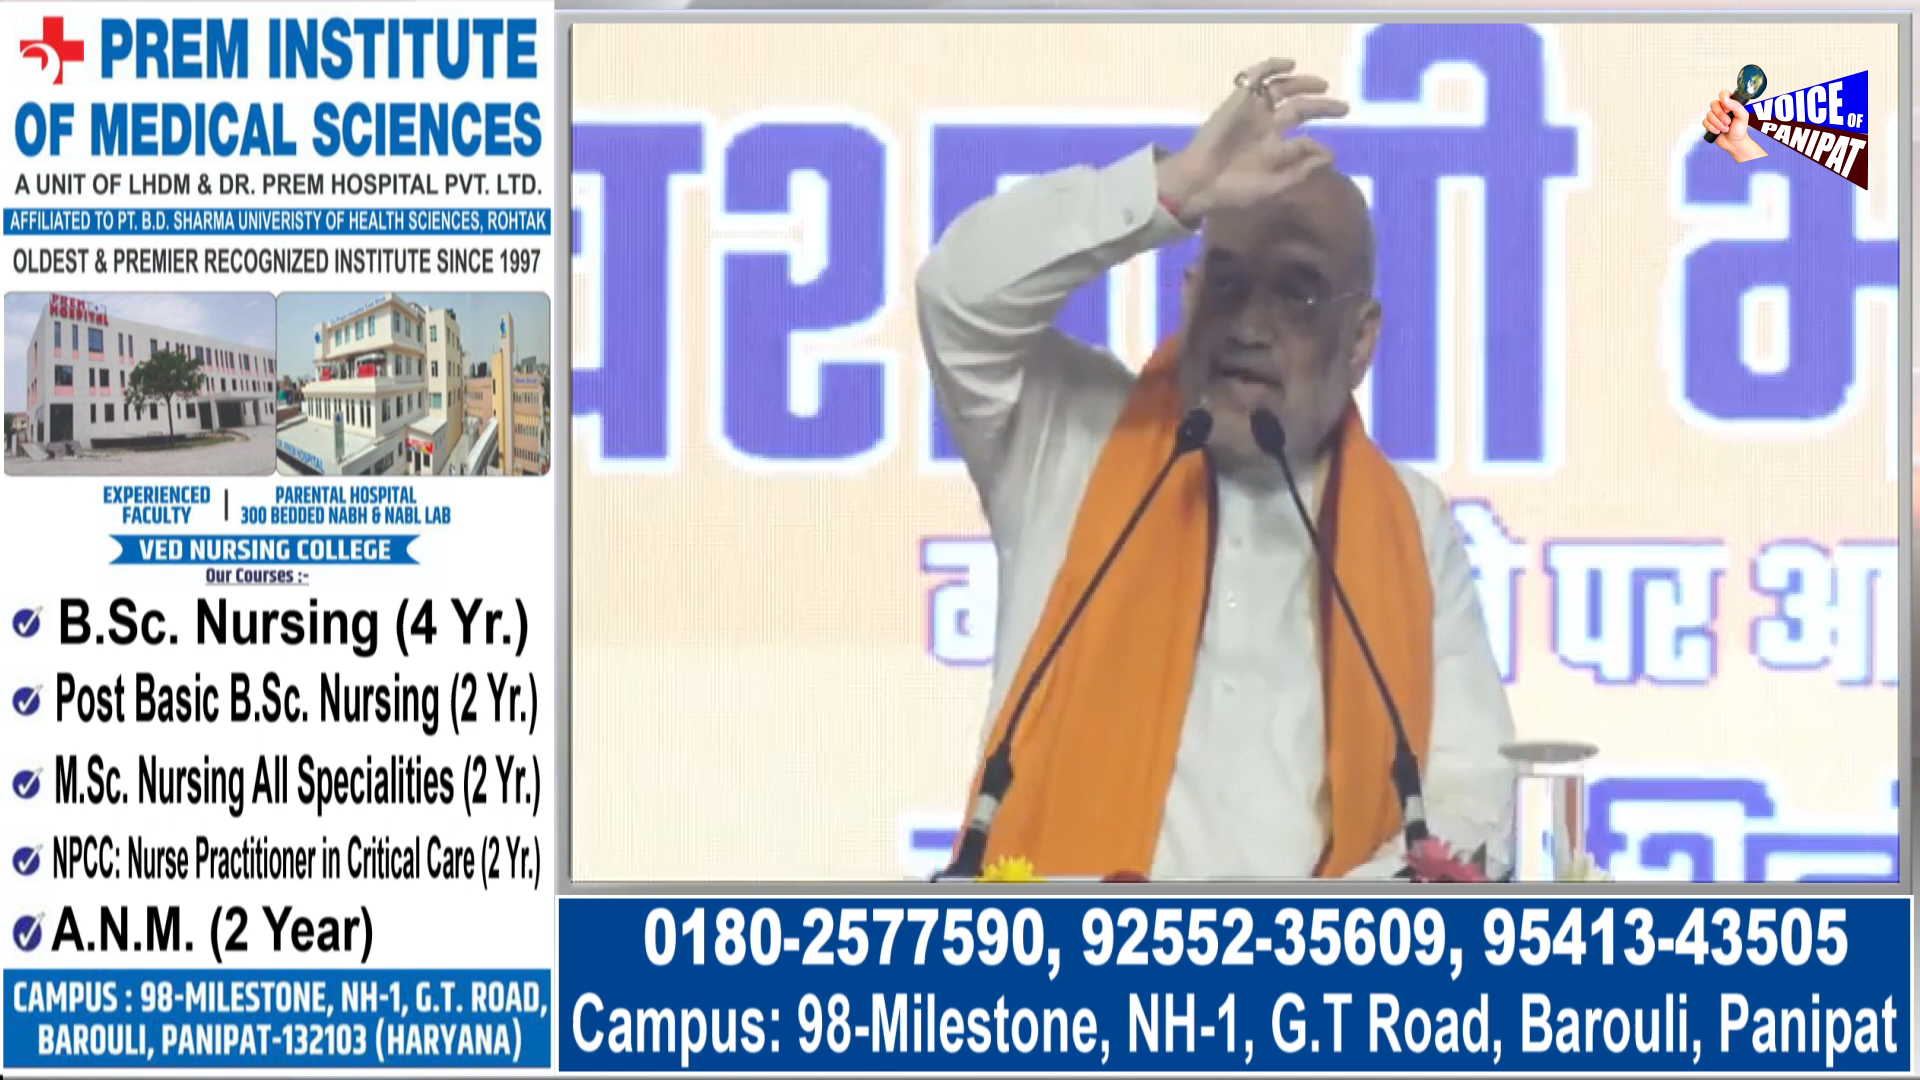 PREM INSTITUTE
OF MEDICAL SCIENCES
A UNIT OF LHDM & DR. PREM HOSPITAL PVT. LTD.
AFFILIATED TO PT. B.D. SHARMA UNIVERISTY OF HEALTH SCIENCES, ROHTAK
OLDEST & PREMIER RECOGNIZED INSTITUTE SINCE 1997
PREM
HOSPITAL
EXPERIENCED
FACULTY
PARENTAL HOSPITAL
300 BEDDED NABH & NABL LAB
VED NURSING COLLEGE
Our Courses :-
B.Sc. Nursing (4 Yr.)
Post Basic B.Sc. Nursing (2 Yr.)
M.Sc. Nursing All Specialities (2 Yr.)
NPCC: Nurse Practitioner in Critical Care (2 Yr.)
A.N.M. (2 Year)
CAMPUS : 98-MILESTONE, NH-1, G.T. ROAD,
BAROULI, PANIPAT-132103 (HARYANA)
VOICE OF
PANIPAT
पर आ
0180-2577590, 92552-35609, 95413-43505
Campus: 98-Milestone, NH-1, G.T Road, Barouli, Panipat